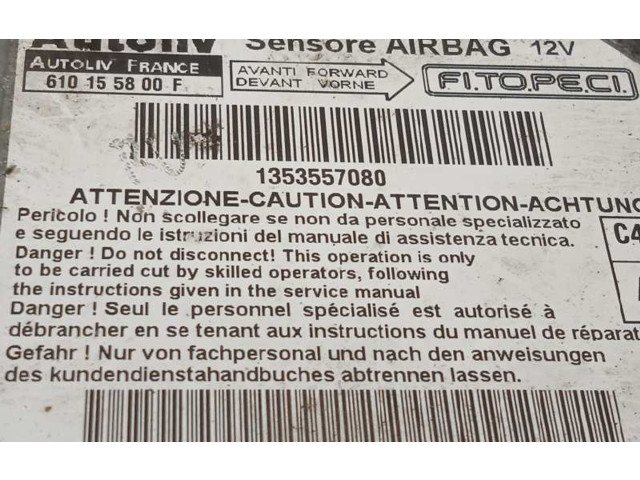 Autoliv Sensore AIRBAG 12V
AUTOLIV FRANCE
610 15 58 00 F
AVANTI FORWARD
DEVANT VORNE
FI.TO.PE.CI.
1353557080
ATTENZIONE-CAUTION-ATTENTION-ACHTUNG
Pericolo ! Non scollegare se non da personale specializzato
e seguendo le istruzioni del manuale di assistenza tecnica.
Danger ! Do not disconnect! This operation is only
to be carried cut by skilled operators, following
the instructions given in the service manual
Danger ! Seul le personnel spécialisé est autorisé à
débrancher en se tenant aux instructions du manuel de réparat
Gefahr ! Nur von fachpersonal und nach den anweisungen
des kundendienstahandbuches abtrennen lassen.
C4